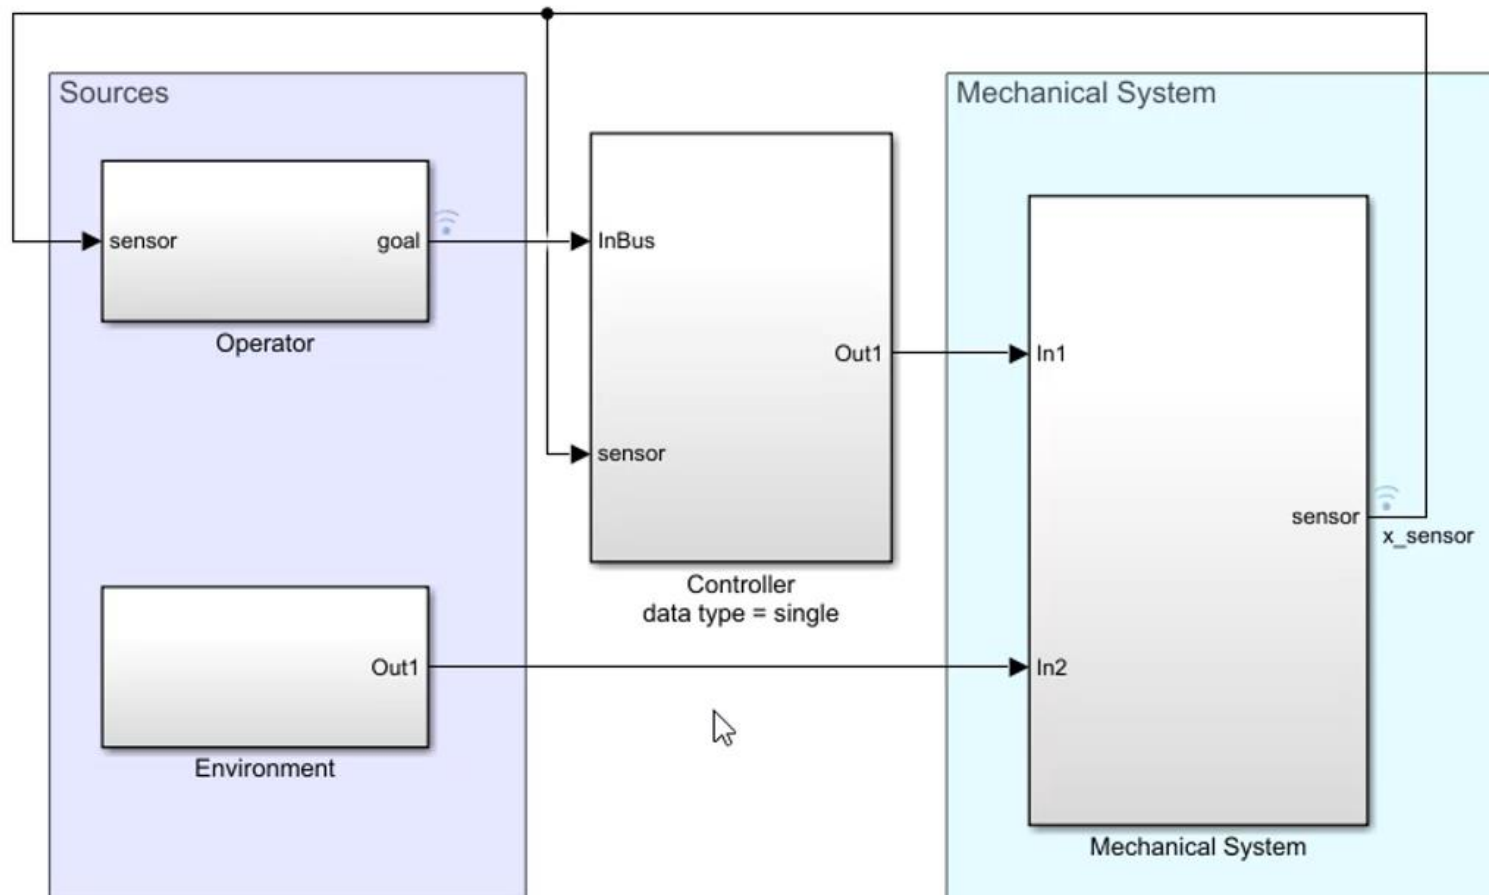 Sources
Mechanical System
sensor
goal
Operator
InBus
Out1
sensor
Controller
data type = single
In1
sensor
x_sensor
In2
Mechanical System
Out1
Environment